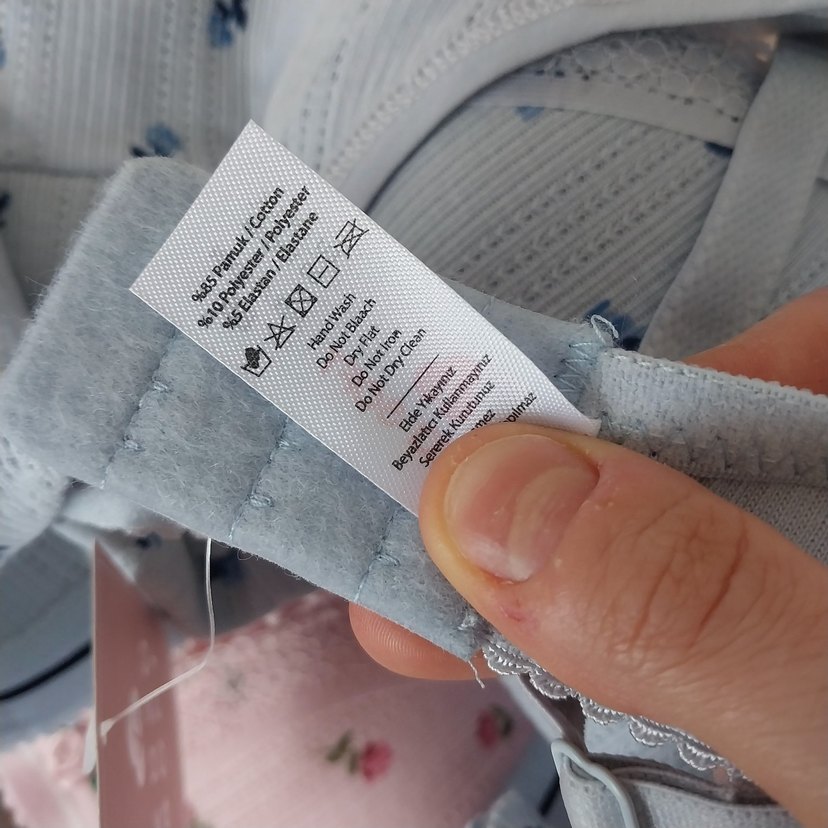 %85 Pamuk / Cotton
%10 Polyester / Polyester
%5 Elastan / Elastane
Hand Wash
Do Not Blaach
Dry Flat
Do Not Iron
Do Not Dry Clean
Elde Yıkayınız
Beyazlatıcı Kullanmayınız
Sererek Kurutunuz